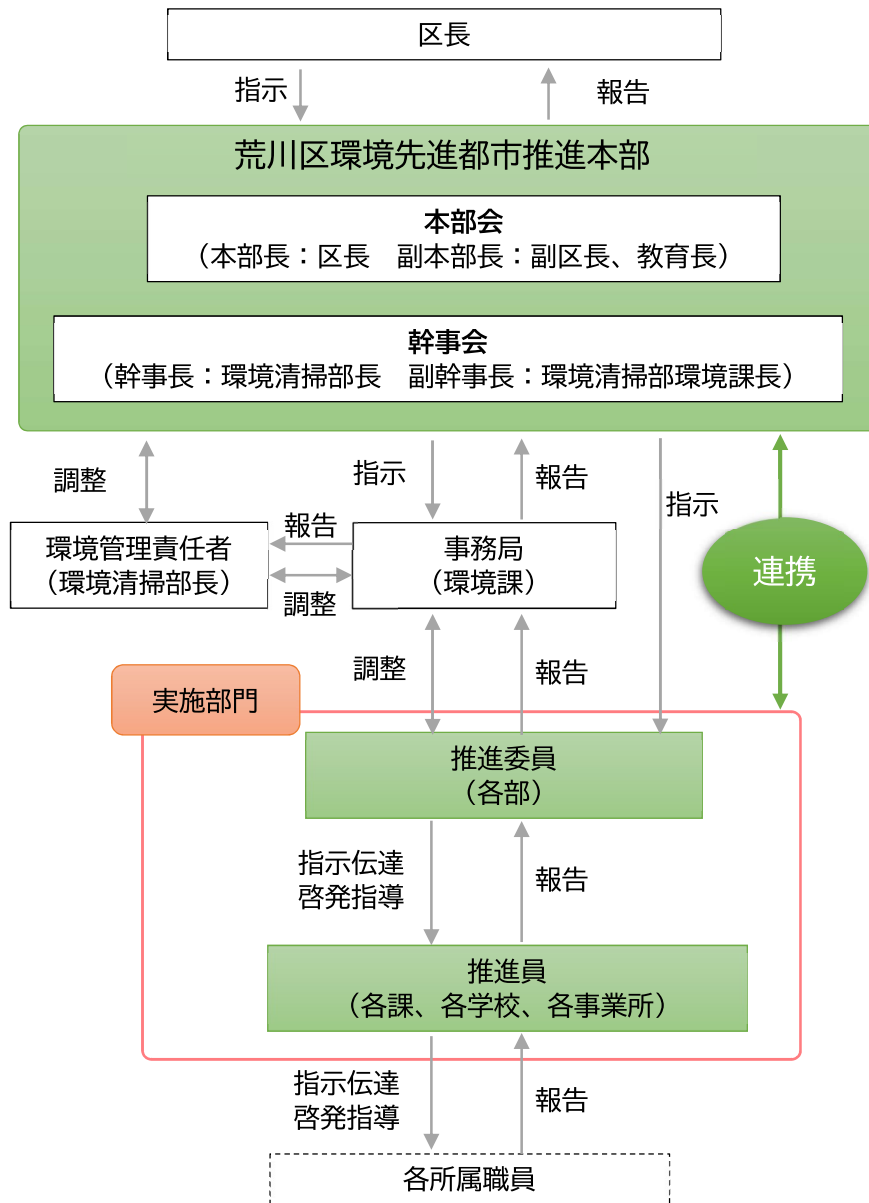 区長
指示
報告
荒川区環境先進都市推進本部
本部会
（本部長：区長　副本部長：副区長、教育長）
幹事会
（幹事長：環境清掃部長　副幹事長：環境清掃部環境課長）
調整
指示
報告
指示
環境管理責任者
（環境清掃部長）
報告
調整
事務局
（環境課）
連携
調整
報告
実施部門
推進委員
（各部）
指示伝達
啓発指導
報告
推進員
（各課、各学校、各事業所）
指示伝達
啓発指導
報告
各所属職員